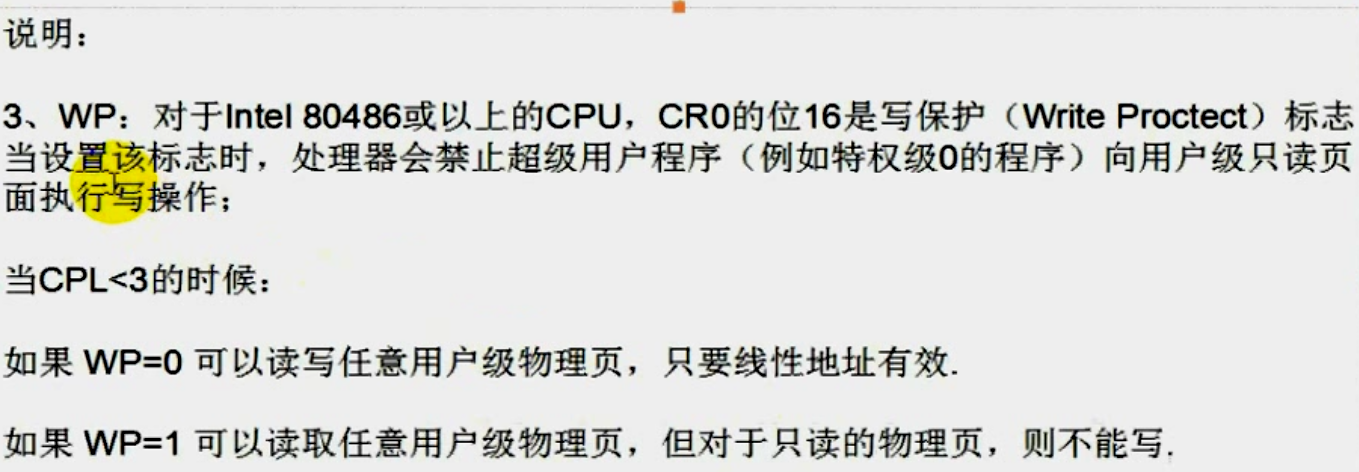 说明：
3、WP：对于Intel 80486或以上的CPU，CR0的位16是写保护（Write Proctect）标志
当设置该标志时，处理器会禁止超级用户程序（例如特权级0的程序）向用户级只读页
面执行写操作；
当CPL<3的时候：
如果 WP=0 可以读写任意用户级物理页，只要线性地址有效.
如果 WP=1 可以读取任意用户级物理页，但对于只读的物理页，则不能写.